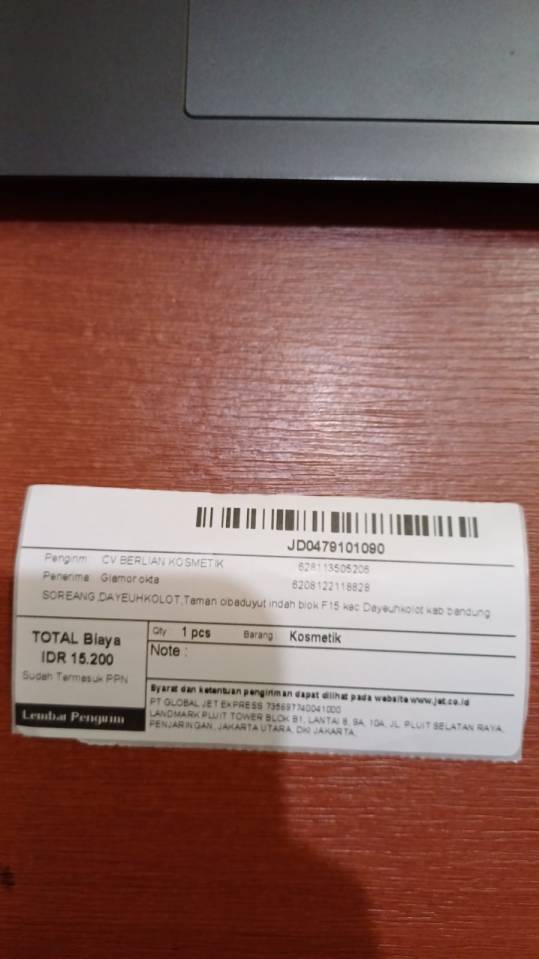 JD0479101090
Pengirim CV BERLIAN KOSMETIK 628113505206
Penerima Glamor okta 6208122118828
SOREANG ,DAYEUHKOLOT,Taman cibaduyut indah blok F15 kec Dayeuhkolot kab bandung
TOTAL Biaya
IDR 15.200
Sudah Termasuk PPN
Lembar Pengirim
Qty 1 pcs Barang Kosmetik
Note :
Syarat dan ketentuan pengiriman dapat dilihat pada website www.jet.co.id
PT GLOBAL JET EXPRESS 735697740041000
LANDMARK PLUIT TOWER BLOK B1, LANTAI 8, 9A, 10A, JL. PLUIT SELATAN RAYA,
PENJARINGAN, JAKARTA UTARA, DKI JAKARTA.